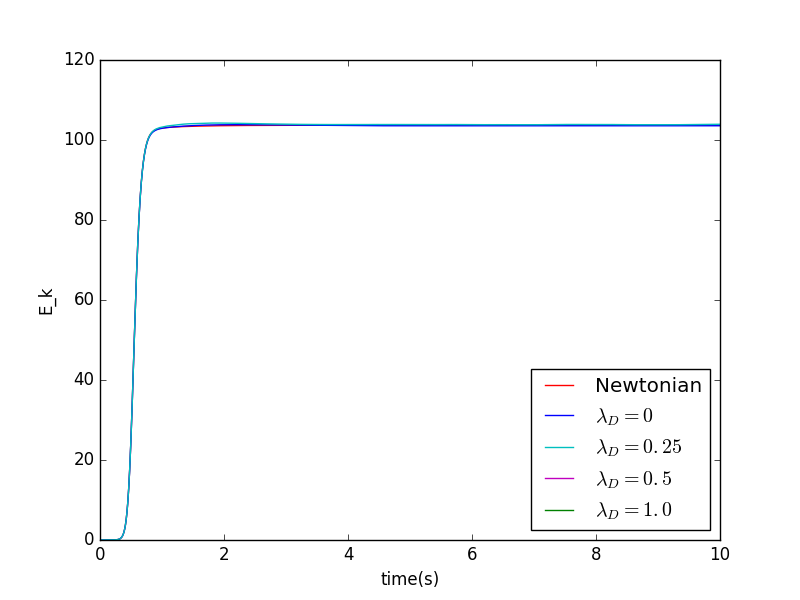 120
100
80
60
40
20
0
E_k
0 2 4 6 8 10
time(s)
Newtonian
λ_D = 0
λ_D = 0.25
λ_D = 0.5
λ_D = 1.0